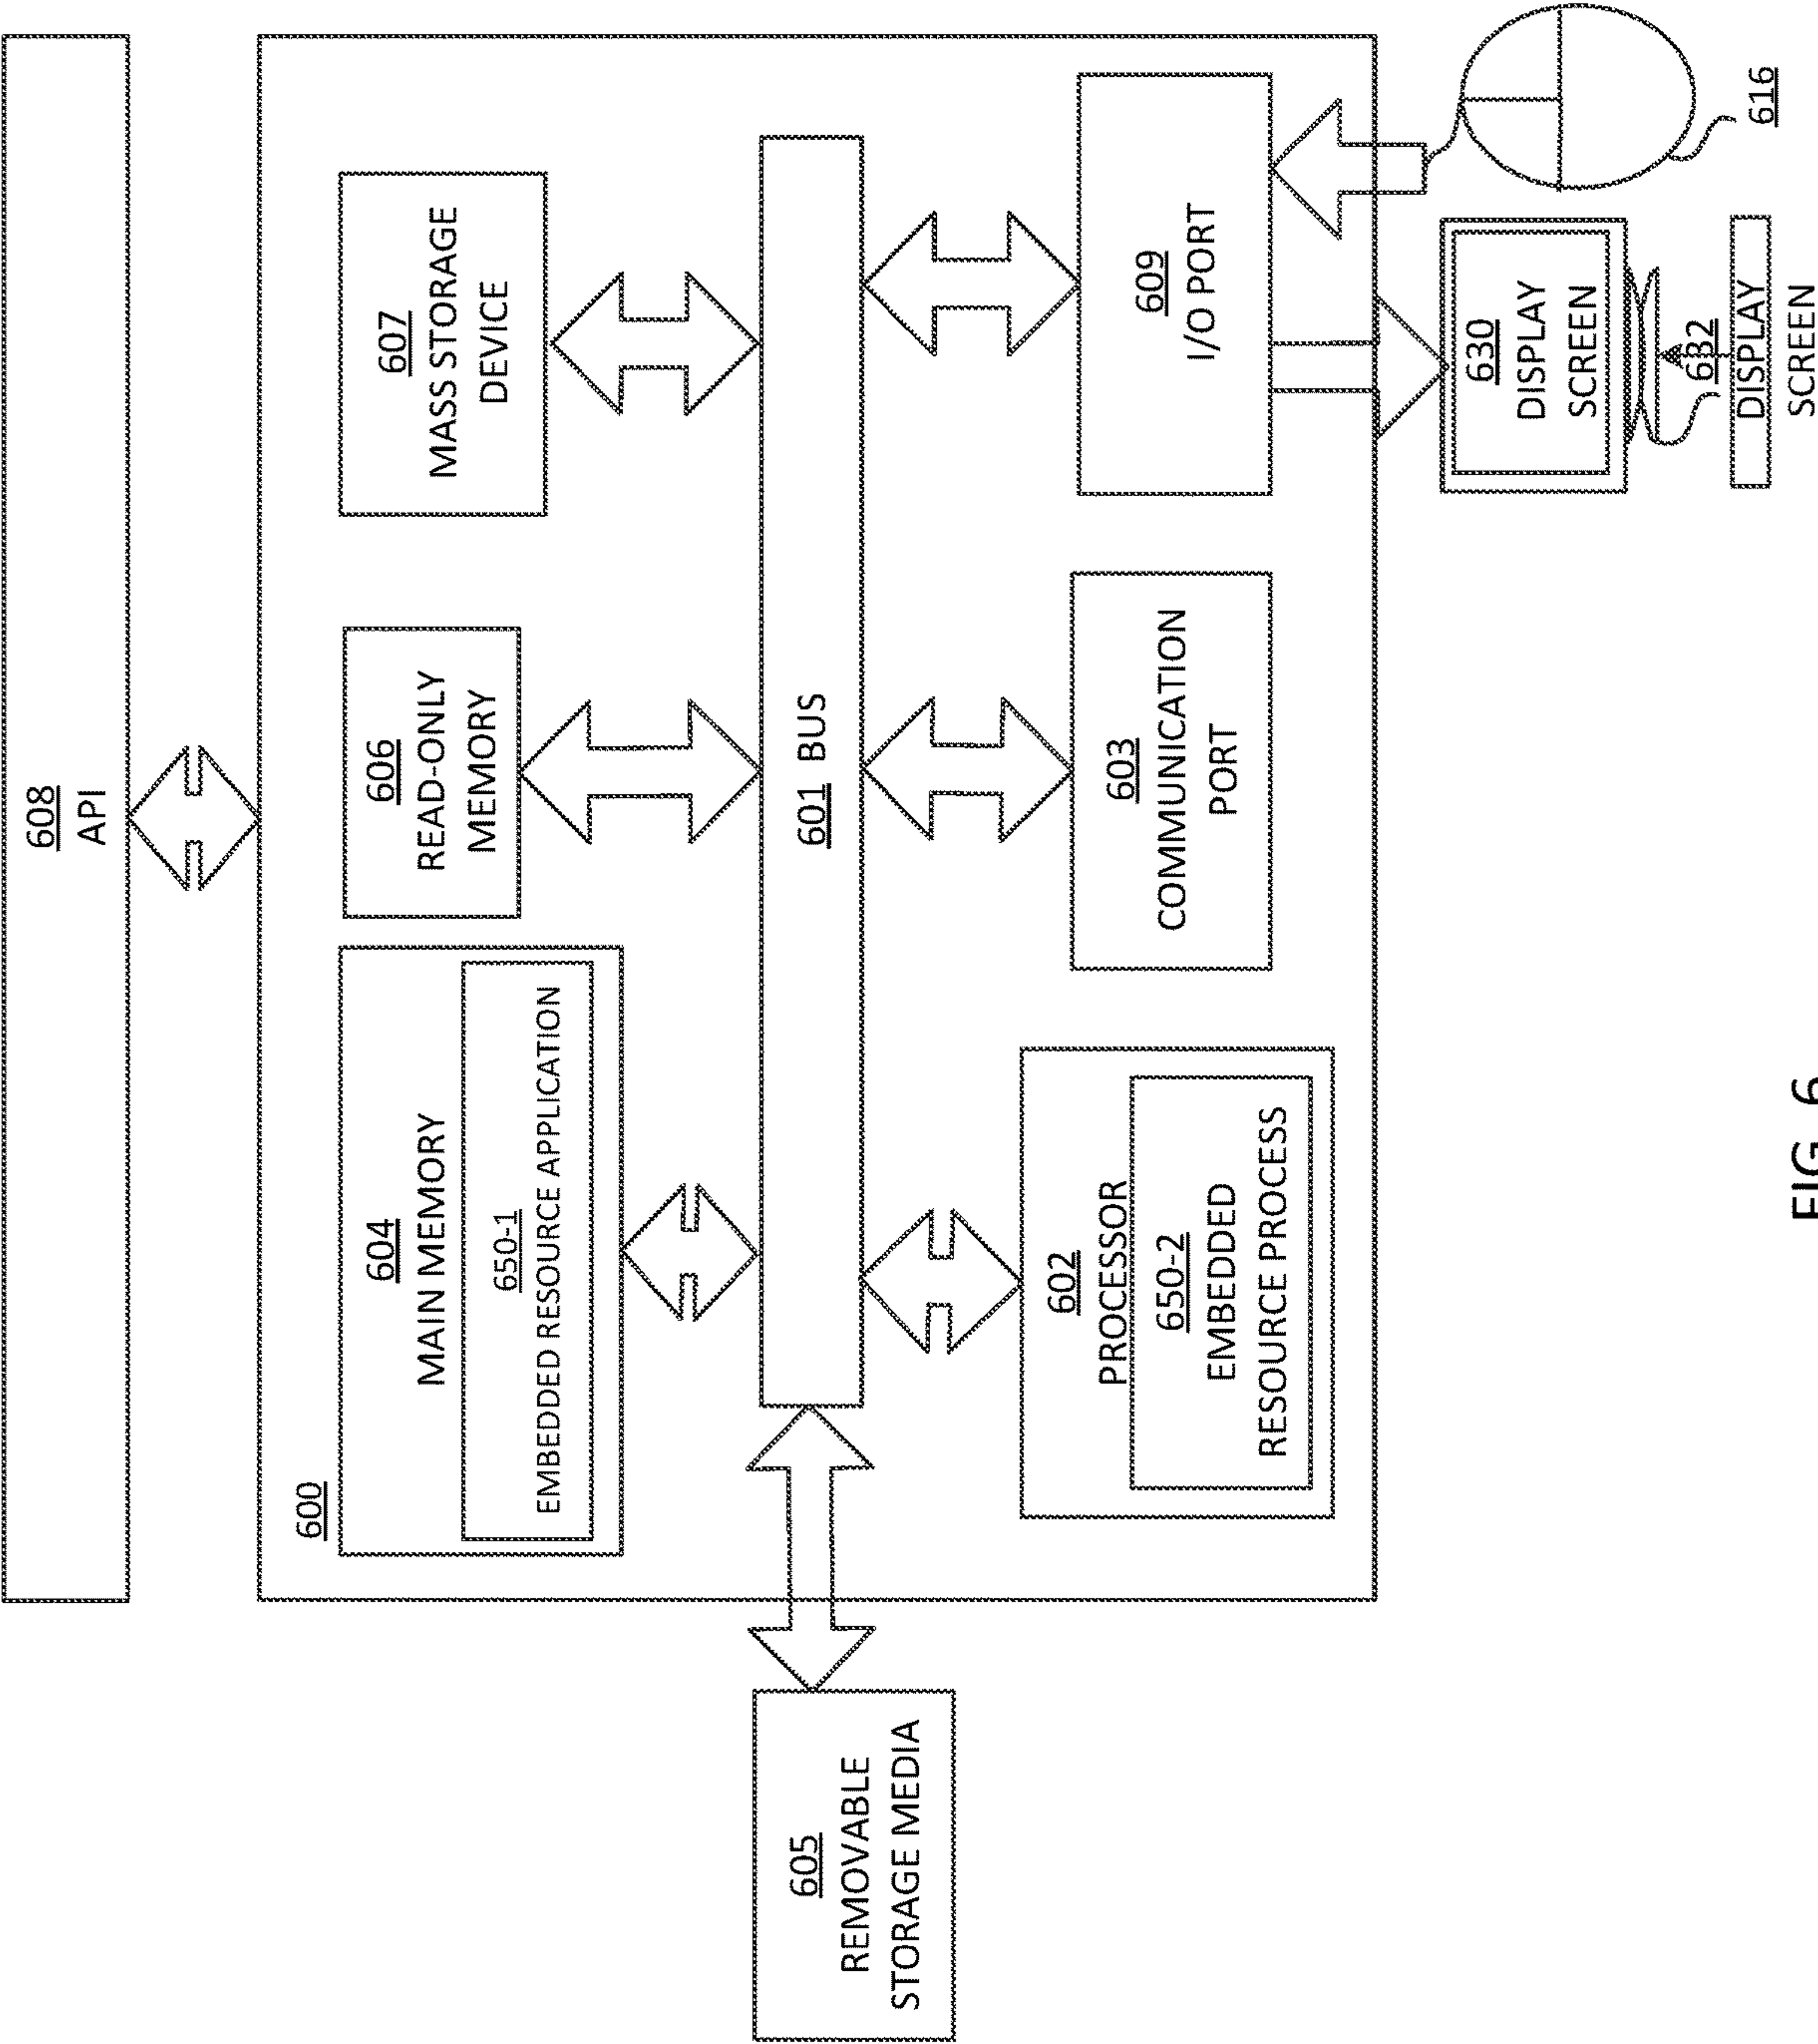 608
API
600
604
MAIN MEMORY
650-1
EMBEDDED RESOURCE APPLICATION
606
READ-ONLY
MEMORY
607
MASS STORAGE
DEVICE
605
REMOVABLE
STORAGE MEDIA
601 BUS
602
PROCESSOR
650-2
EMBEDDED
RESOURCE PROCESS
603
COMMUNICATION
PORT
609
I/O PORT
630
DISPLAY
SCREEN
632
DISPLAY
SCREEN
616
FIG. 6